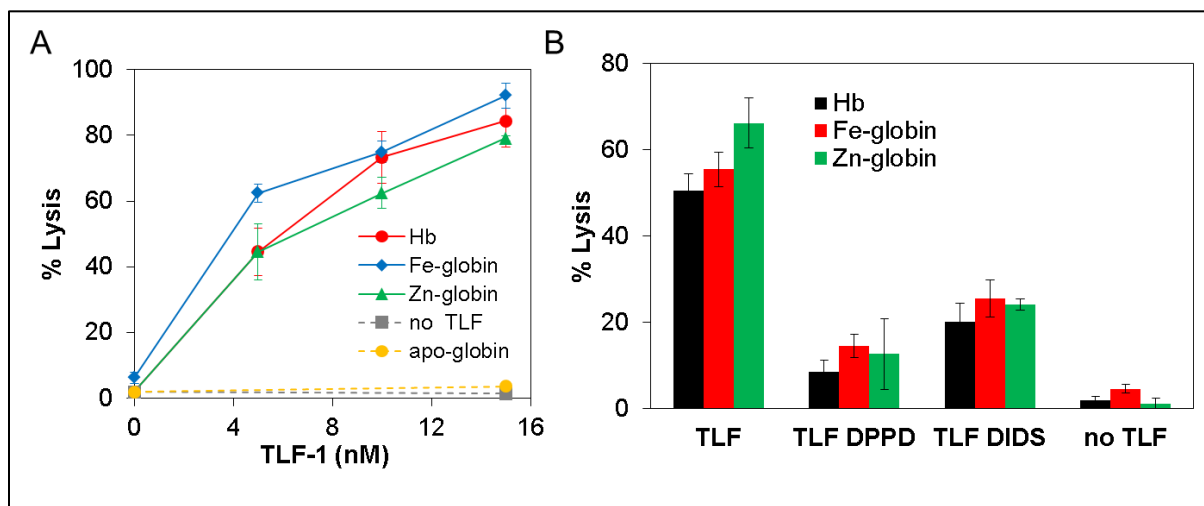 A
% Lysis
100
80
60
40
20
0
0
4
8
12
16
TLF-1 (nM)
Hb
Fe-globin
Zn-globin
no TLF
apo-globin
B
% Lysis
80
60
40
20
0
Hb
Fe-globin
Zn-globin
TLF
TLF DPPD
TLF DIDS
no TLF